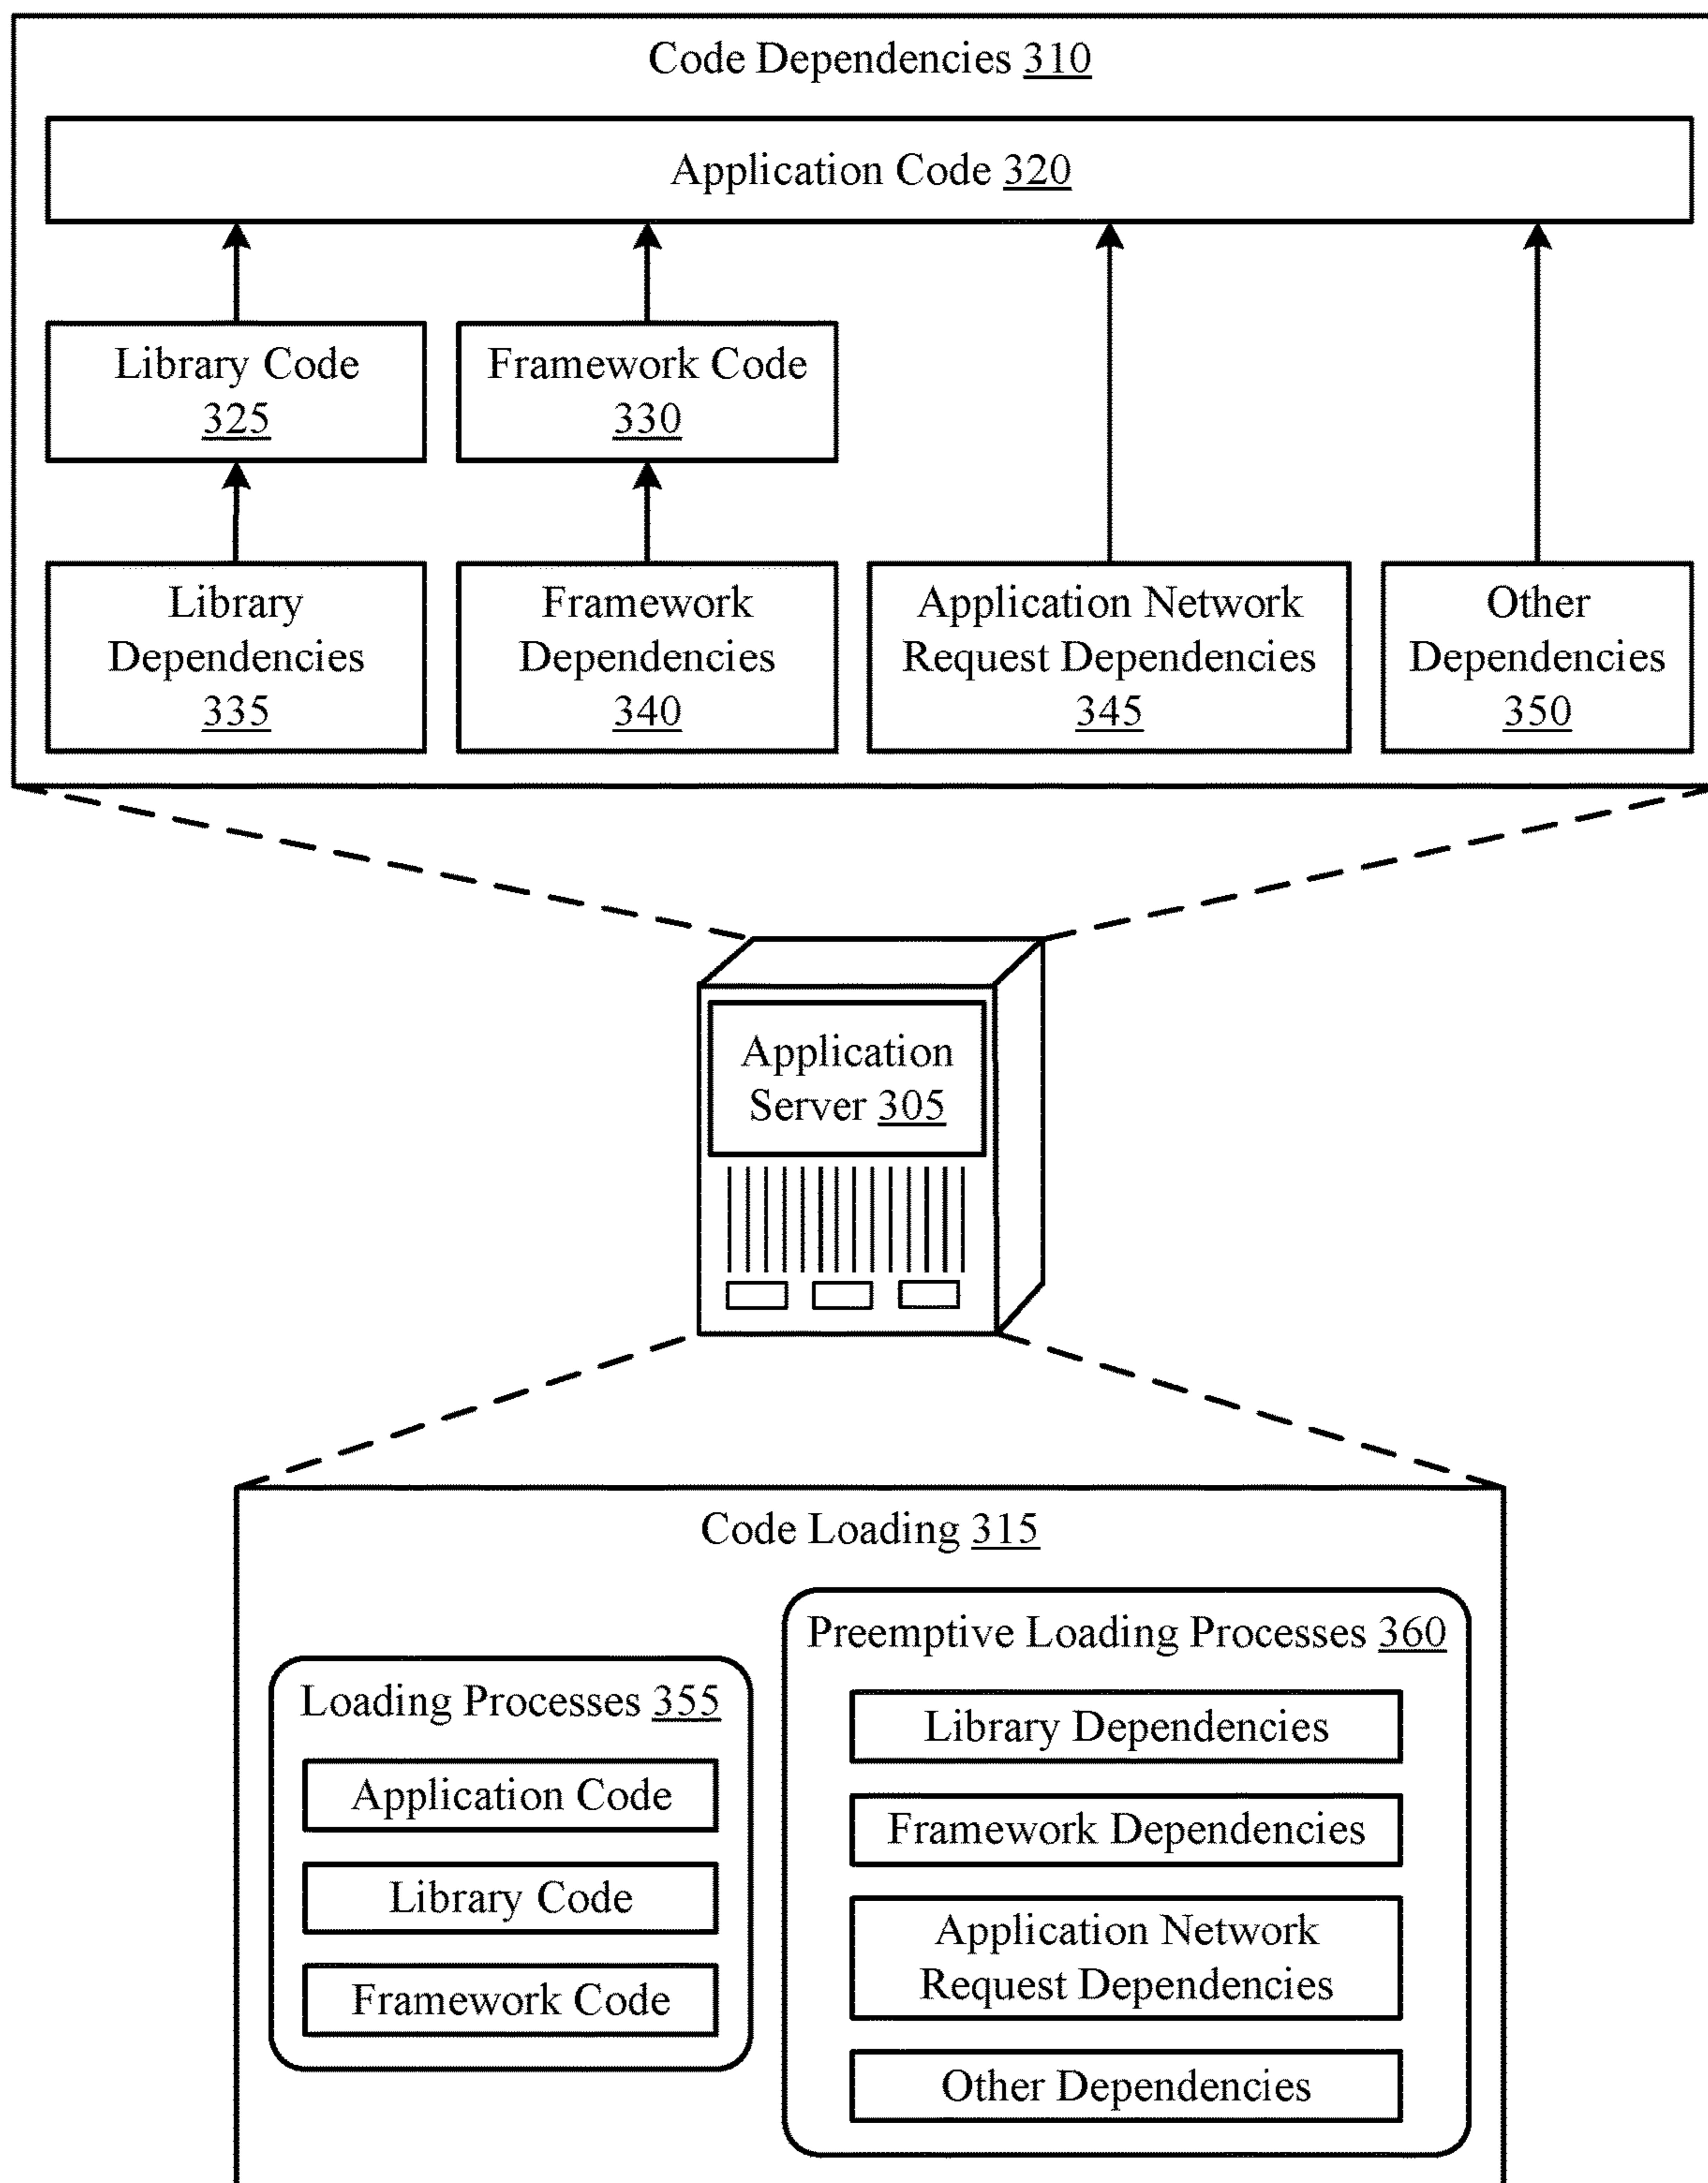 Code Dependencies 310
Application Code 320
Library Code
325
Framework Code
330
Library
Dependencies
335
Framework
Dependencies
340
Application Network
Request Dependencies
345
Other
Dependencies
350
Application
Server 305
Code Loading 315
Loading Processes 355
Application Code
Library Code
Framework Code
Preemptive Loading Processes 360
Library Dependencies
Framework Dependencies
Application Network
Request Dependencies
Other Dependencies